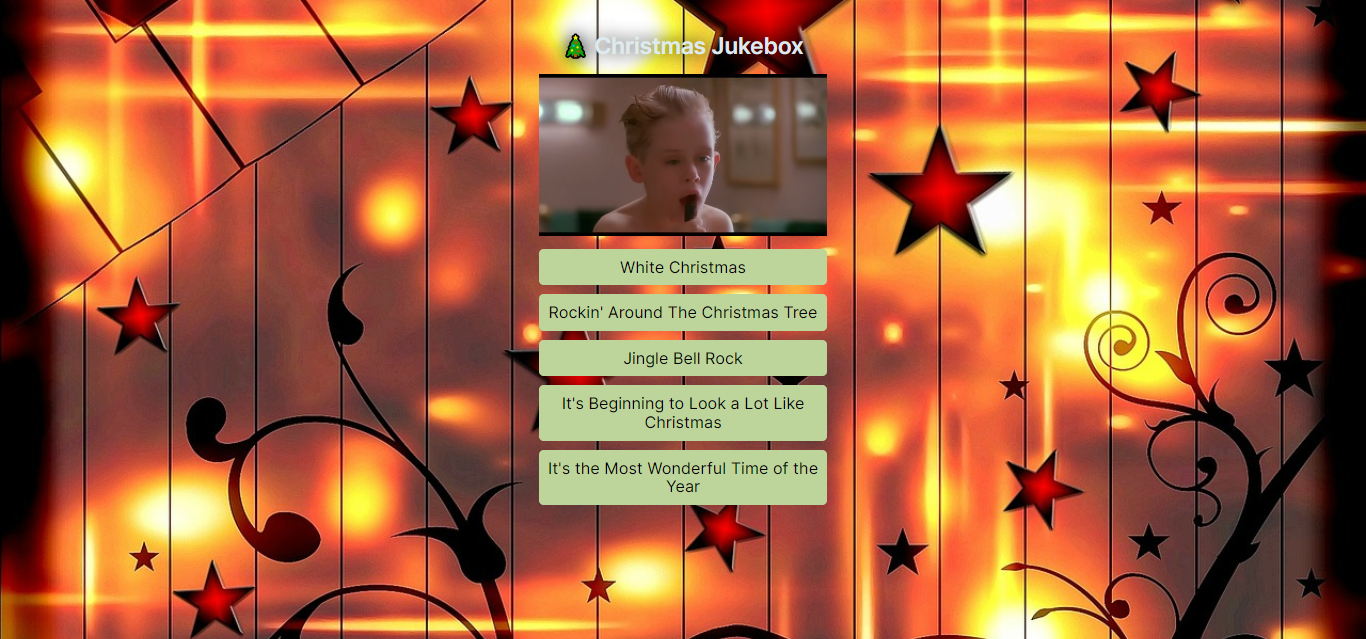 🎄 Christmas Jukebox
White Christmas
Rockin' Around The Christmas Tree
Jingle Bell Rock
It's Beginning to Look a Lot Like
Christmas
It's the Most Wonderful Time of the
Year